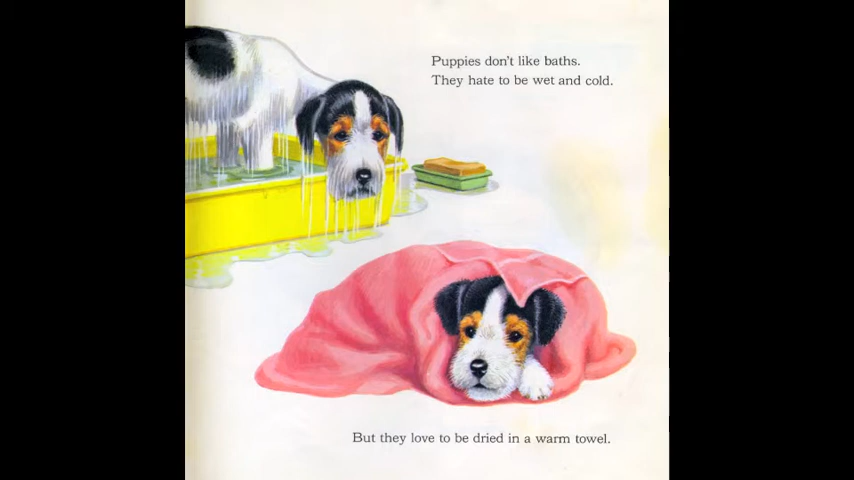 Puppies don't like baths.
They hate to be wet and cold.
But they love to be dried in a warm towel.